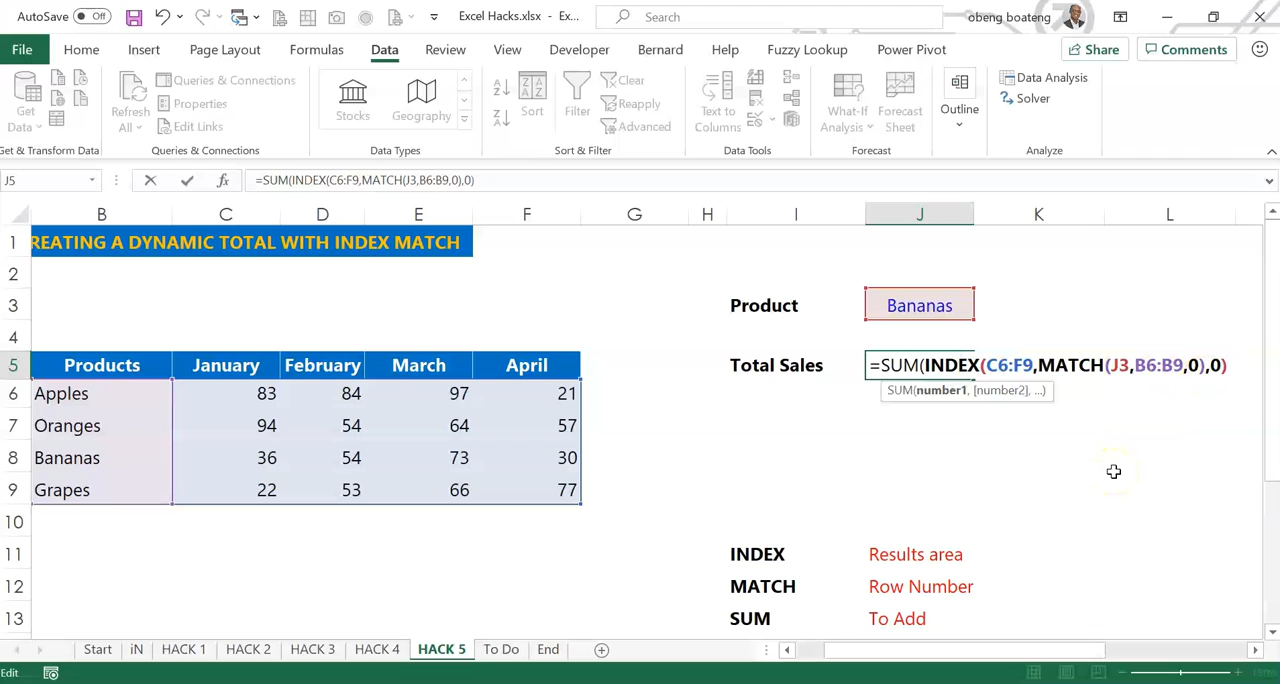 AutoSave Off Excel Hacks.xlsx - Ex... Search obeng boateng
File Home Insert Page Layout Formulas Data Review View Developer Bernard Help Fuzzy Lookup Power Pivot Share Comments
Get Data
Refresh All
Queries & Connections
Properties
Edit Links
Stocks
Geography
Sort
Filter
Clear
Reapply
Advanced
Text to Columns
What-If Analysis
Forecast Sheet
Outline
Data Analysis
Solver
Get & Transform Data Queries & Connections Data Types Sort & Filter Data Tools Forecast Analyze
J5 fx =SUM(INDEX(C6:F9,MATCH(J3,B6:B9,0),0)
B C D E F G H I J K L
1 REATING A DYNAMIC TOTAL WITH INDEX MATCH
2
3 Product Bananas
4
5 Products January February March April Total Sales =SUM(INDEX(C6:F9,MATCH(J3,B6:B9,0),0)
SUM(number1, [number2], ...)
6 Apples 83 84 97 21
7 Oranges 94 54 64 57
8 Bananas 36 54 73 30
9 Grapes 22 53 66 77
10
11 INDEX Results area
12 MATCH Row Number
13 SUM To Add
Start iN HACK 1 HACK 2 HACK 3 HACK 4 HACK 5 To Do End
Edit